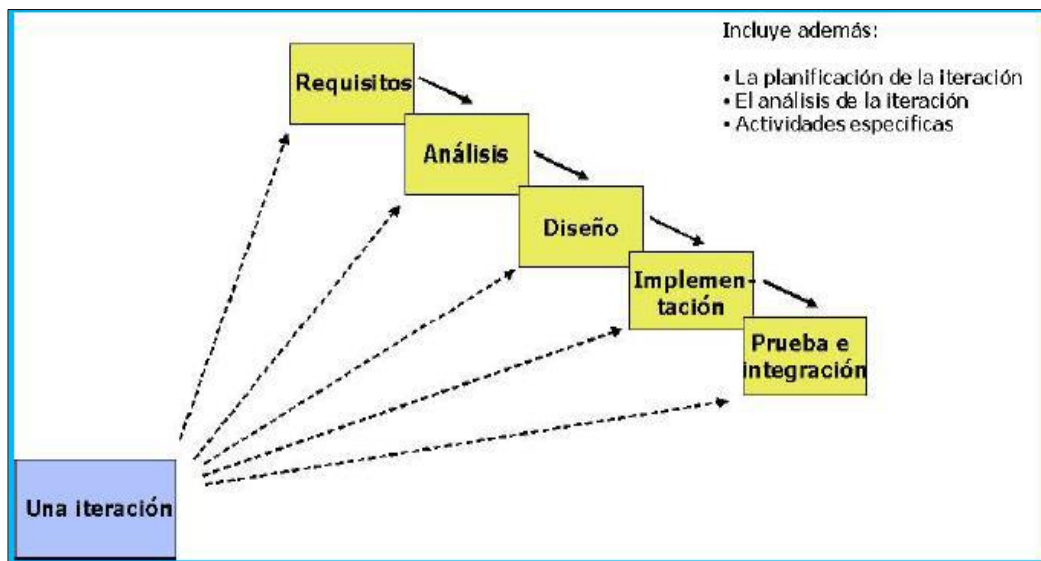 Incluye además:
• La planificación de la iteración
• El análisis de la iteración
• Actividades específicas
Requisitos
Análisis
Diseño
Implemen-
tación
Prueba e
integración
Una iteración